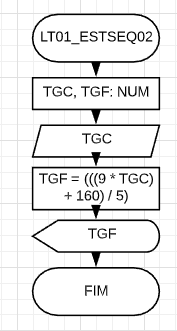 LT01_ESTSEQ02
TGC, TGF: NUM
TGC
TGF = (((9 * TGC)
+ 160) / 5)
TGF
FIM